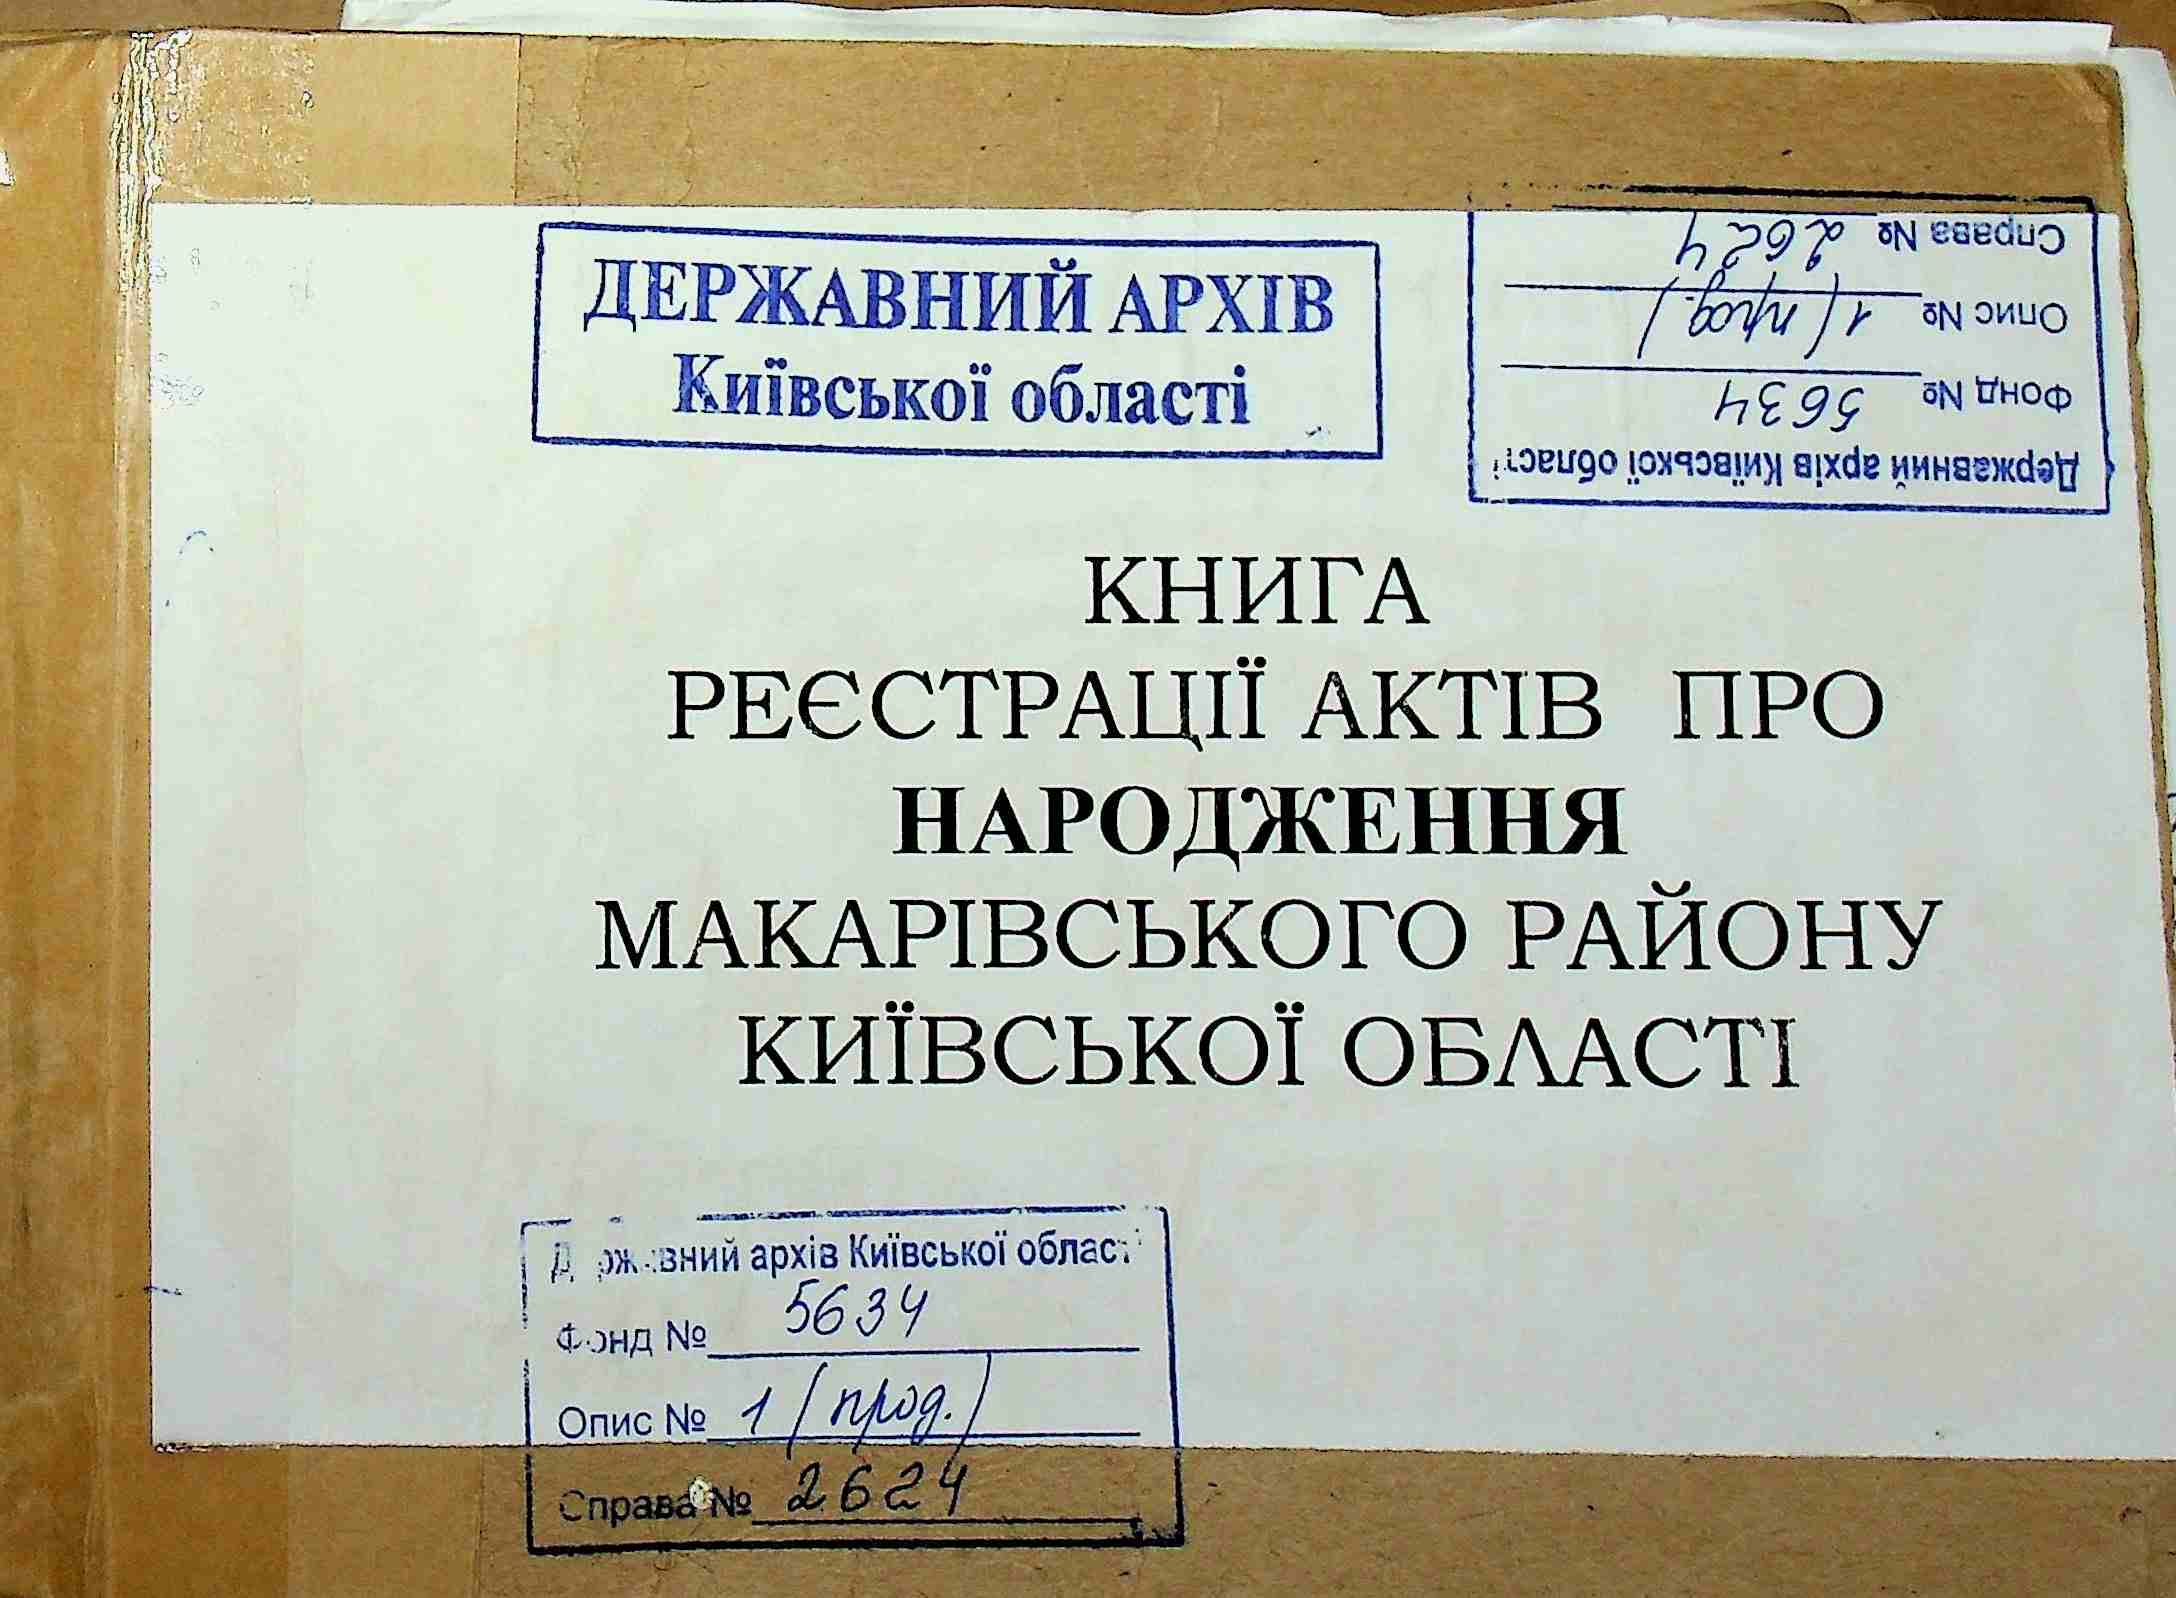 ДЕРЖАВНИЙ АРХІВ
Київської області
Державний архів Київської област
Фонд № 5634
Опис № 1 (прод.)
Справа № 2624
КНИГА
РЕЄСТРАЦІЇ АКТІВ ПРО
НАРОДЖЕННЯ
МАКАРІВСЬКОГО РАЙОНУ
КИЇВСЬКОЇ ОБЛАСТІ
Державний архів Київської област
Фонд № 5634
Опис № 1 (прод.)
Справа № 2624